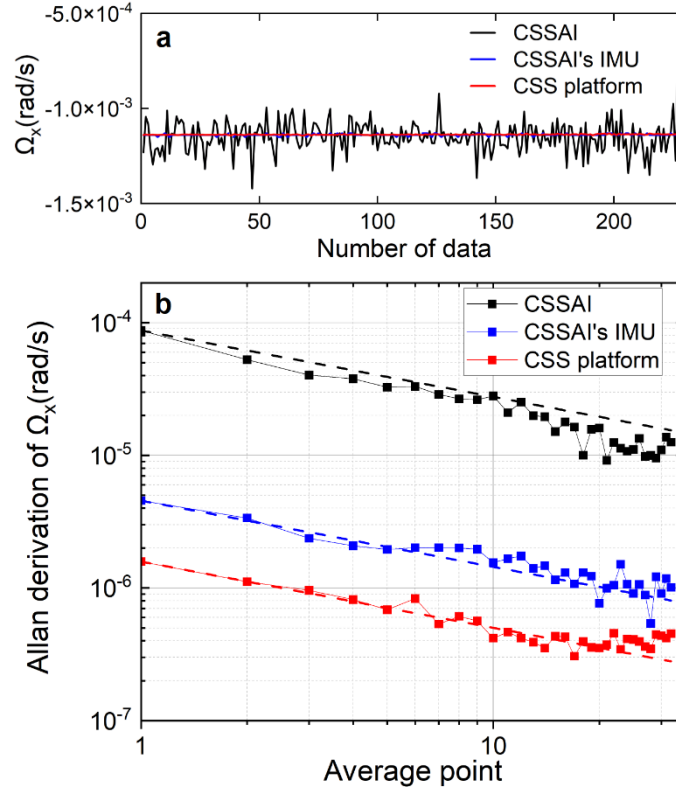 a
CSSAI
CSSAI's IMU
CSS platform
-5.0×10⁻⁴
-1.0×10⁻³
-1.5×10⁻³
Ωₓ(rad/s)
0 50 100 150 200
Number of data
b
CSSAI
CSSAI's IMU
CSS platform
10⁻⁴
10⁻⁵
10⁻⁶
10⁻⁷
Allan derivation of Ωₓ(rad/s)
1 10
Average point